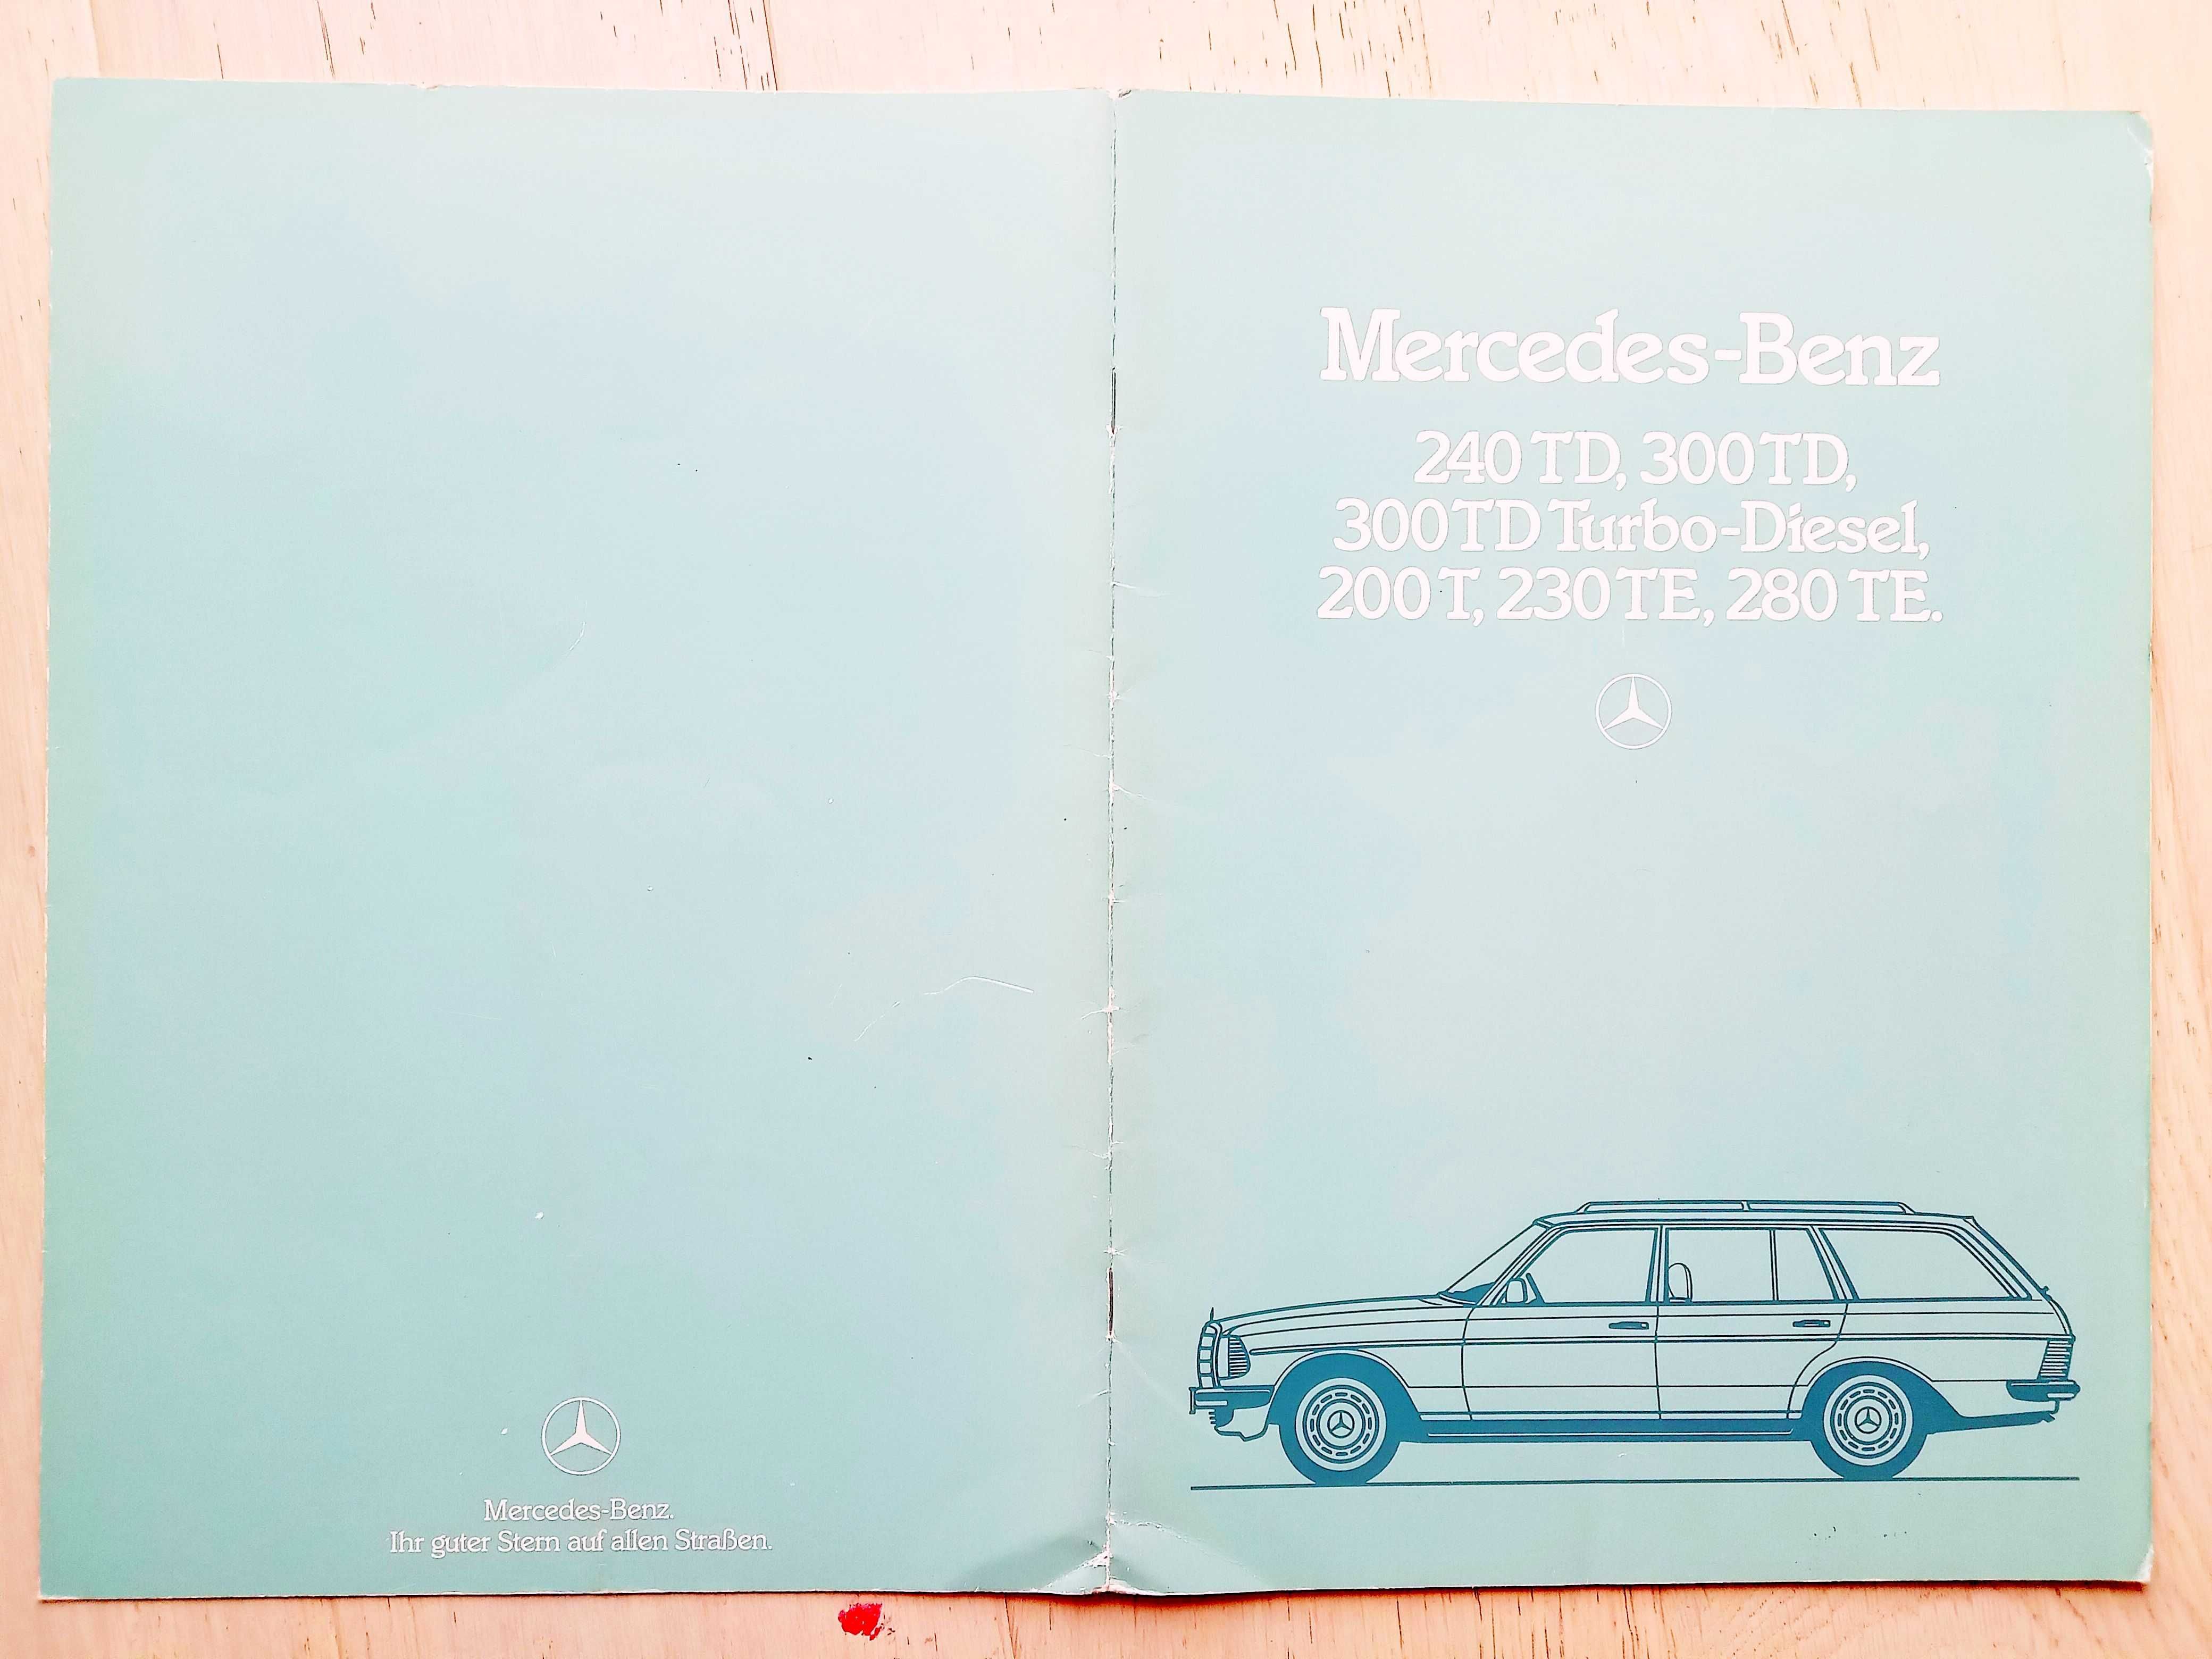 Mercedes-Benz.
Ihr guter Stern auf allen Straßen.
Mercedes-Benz
240 TD, 300 TD,
300 TD Turbo-Diesel,
200 T, 230 TE, 280 TE.